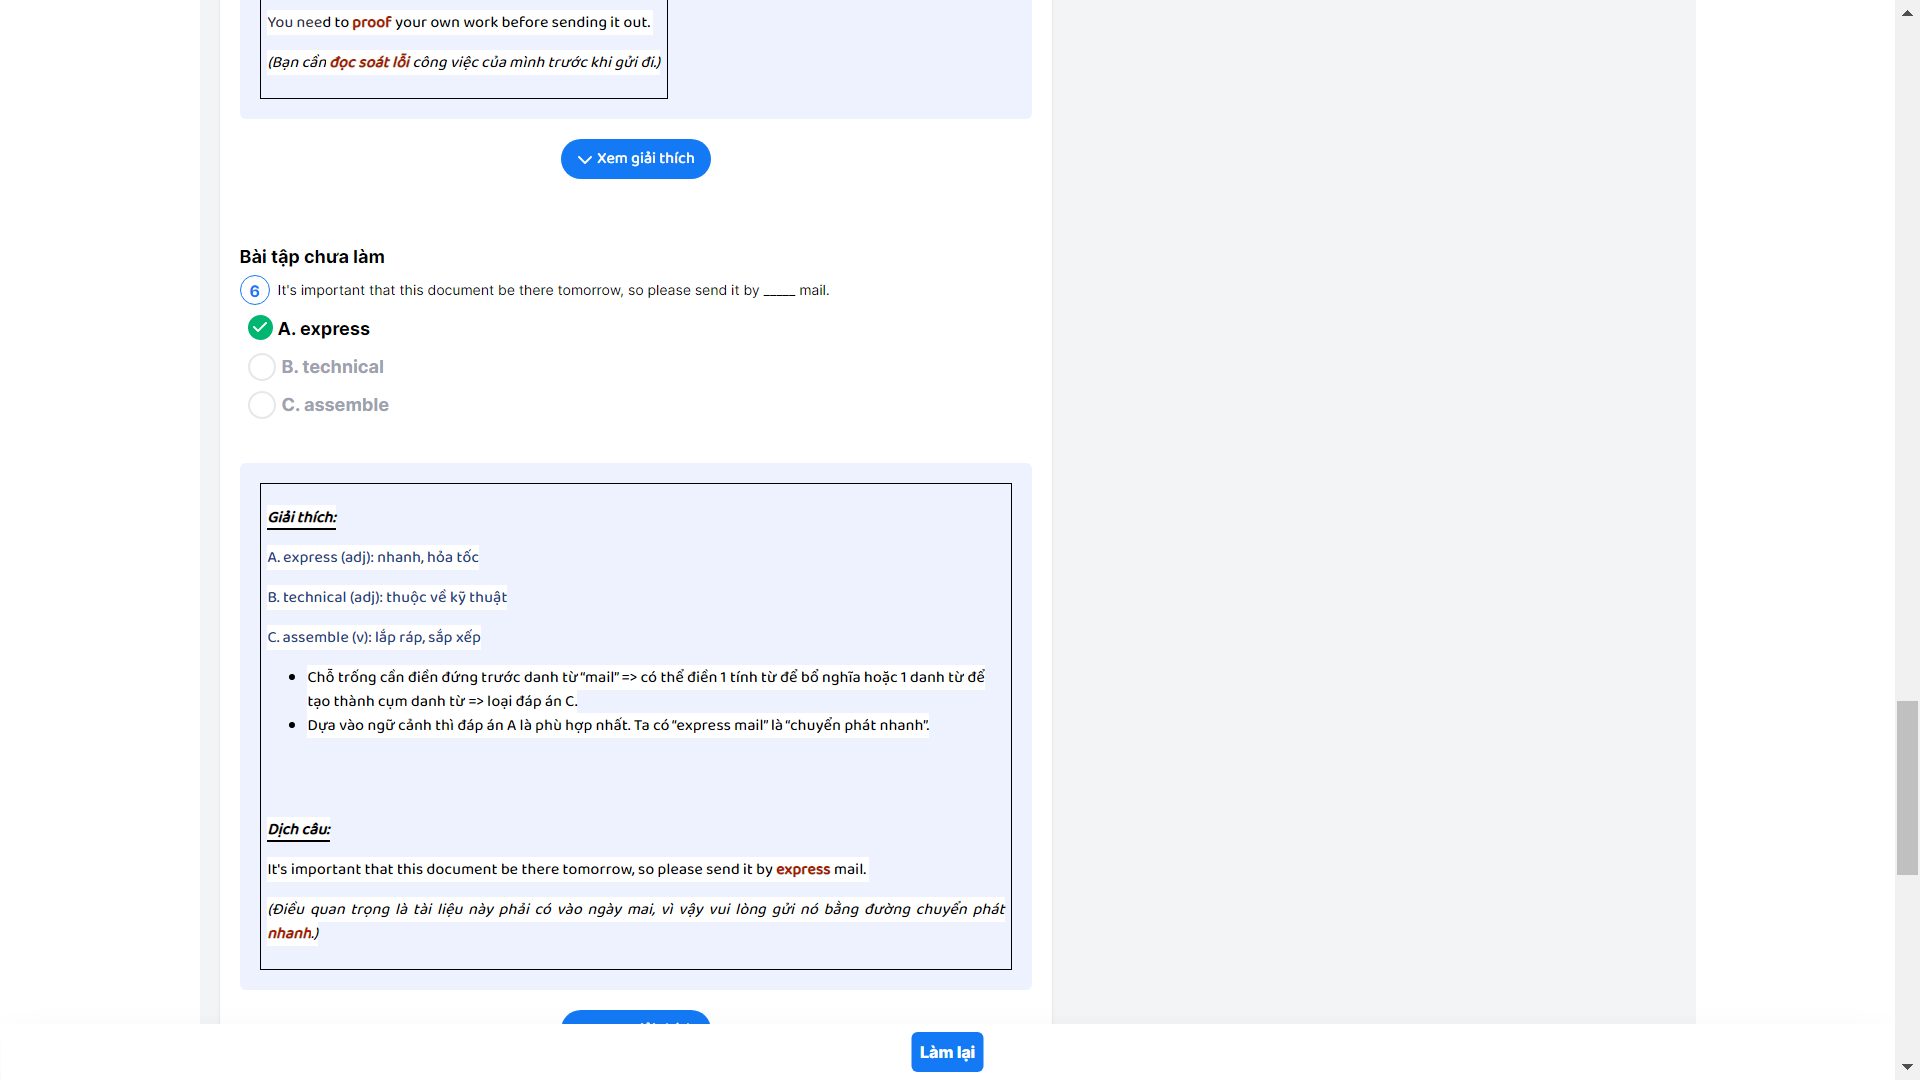 You need to proof your own work before sending it out.
(Bạn cần đọc soát lỗi công việc của mình trước khi gửi đi.)
Xem giải thích
Bài tập chưa làm
6 It's important that this document be there tomorrow, so please send it by _____ mail.
A. express
B. technical
C. assemble
Giải thích:
A. express (adj): nhanh, hỏa tốc
B. technical (adj): thuộc về kỹ thuật
C. assemble (v): lắp ráp, sắp xếp
• Chỗ trống cần điền đứng trước danh từ “mail” => có thể điền 1 tính từ để bổ nghĩa hoặc 1 danh từ để
tạo thành cụm danh từ => loại đáp án C.
• Dựa vào ngữ cảnh thì đáp án A là phù hợp nhất. Ta có “express mail” là “chuyển phát nhanh”.
Dịch câu:
It's important that this document be there tomorrow, so please send it by express mail.
(Điều quan trọng là tài liệu này phải có vào ngày mai, vì vậy vui lòng gửi nó bằng đường chuyển phát
nhanh.)
Làm lại